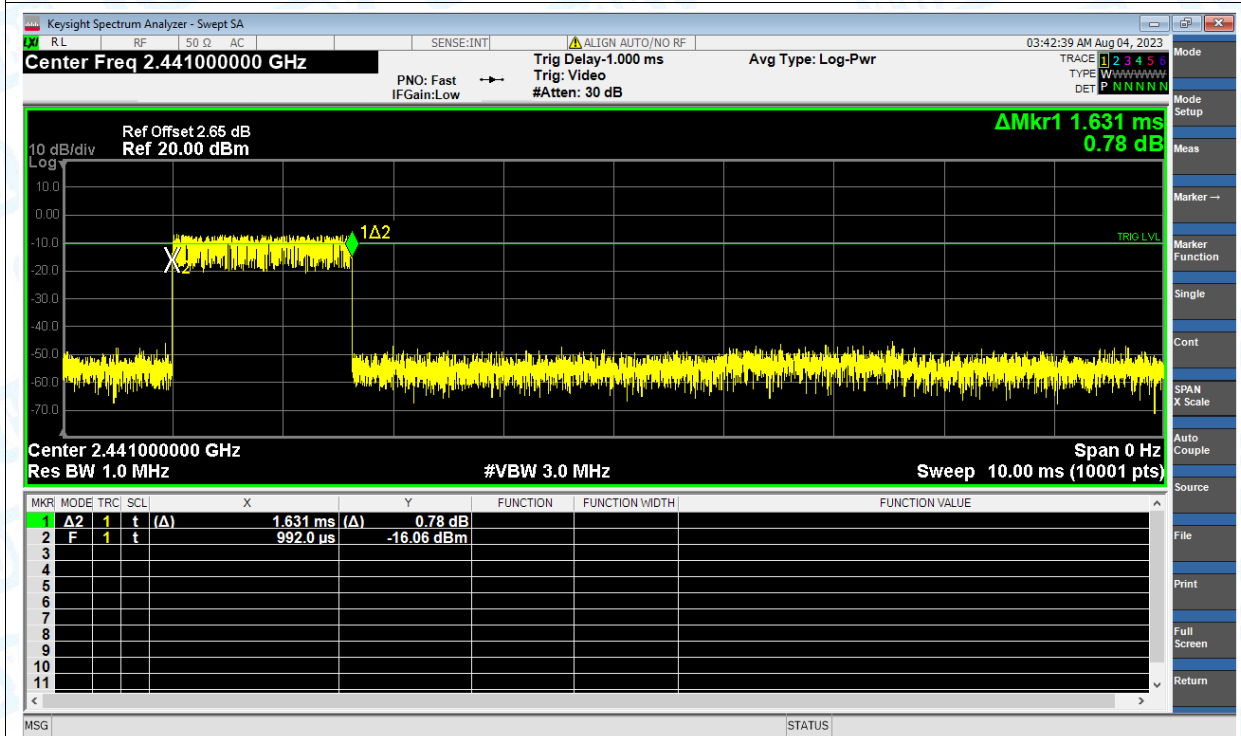 Keysight Spectrum Analyzer - Swept SA
LXI RL RF 50 Ω AC SENSE:INT ALIGN AUTO/NO RF 03:42:39 AM Aug 04, 2023
Center Freq 2.441000000 GHz
PNO: Fast
IFGain:Low
Trig Delay-1.000 ms
Trig: Video
#Atten: 30 dB
Avg Type: Log-Pwr
TRACE 1 2 3 4 5 6
TYPE WWWWWW
DET P N N N N N
ΔMkr1 1.631 ms
0.78 dB
Ref Offset 2.65 dB
10 dB/div Ref 20.00 dBm
Log
10.0
0.00
-10.0
-20.0
-30.0
-40.0
-50.0
-60.0
-70.0
1Δ2
2
TRIG LVL
Center 2.441000000 GHz Span 0 Hz
Res BW 1.0 MHz #VBW 3.0 MHz Sweep 10.00 ms (10001 pts)
MKR MODE TRC SCL X Y FUNCTION FUNCTION WIDTH FUNCTION VALUE
1 Δ2 1 t (Δ) 1.631 ms (Δ) 0.78 dB
2 F 1 t 992.0 µs -16.06 dBm
3
4
5
6
7
8
9
10
11
MSG STATUS
Mode
Mode
Setup
Meas
Marker→
Marker
Function
Single
Cont
SPAN
X Scale
Auto
Couple
Source
File
Print
Full
Screen
Return